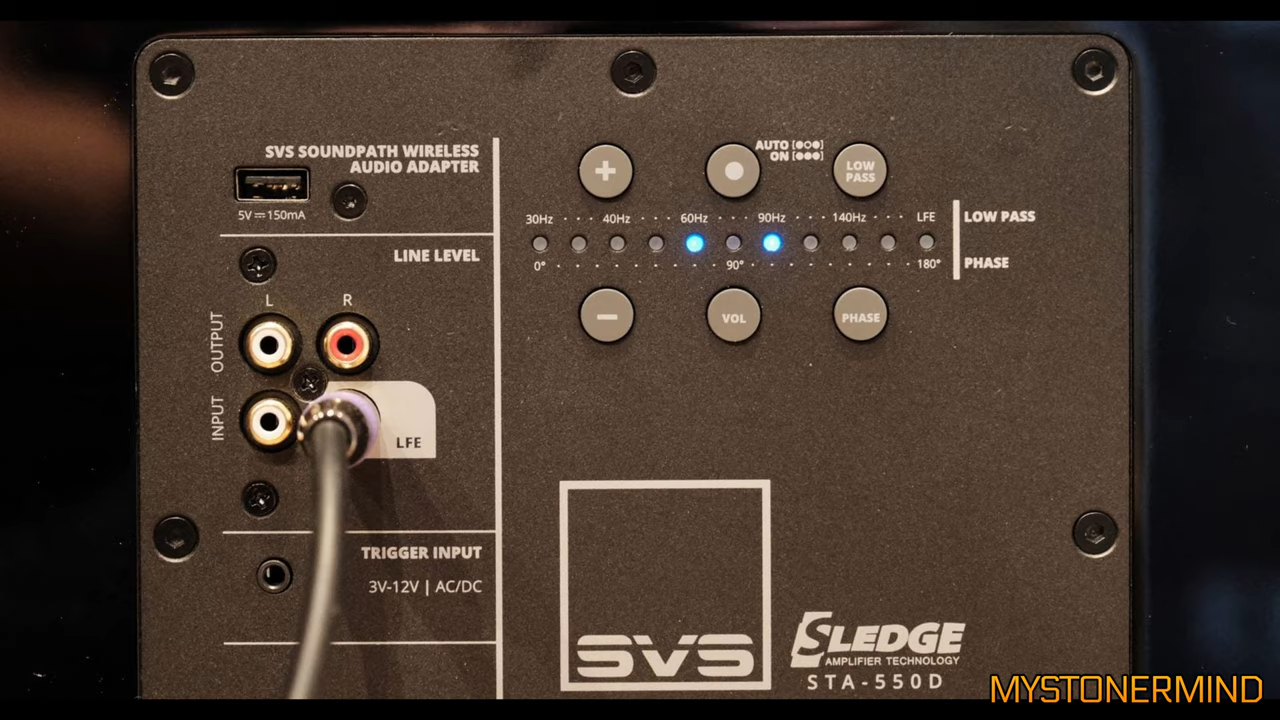 SVS SOUNDPATH WIRELESS
AUDIO ADAPTER
5V⎓150mA
LINE LEVEL
L R
OUTPUT
INPUT
LFE
TRIGGER INPUT
3V-12V | AC/DC
AUTO [●○●]
ON [●●●]
+
LOW
PASS
30Hz · · · 40Hz · · · 60Hz · · · 90Hz · · · 140Hz · · · LFE
LOW PASS
0° · · · · · · · · 90° · · · · · · · · 180°
PHASE
−
VOL
PHASE
SVS
SLEDGE
AMPLIFIER TECHNOLOGY
STA-550D
MYSTONERMIND